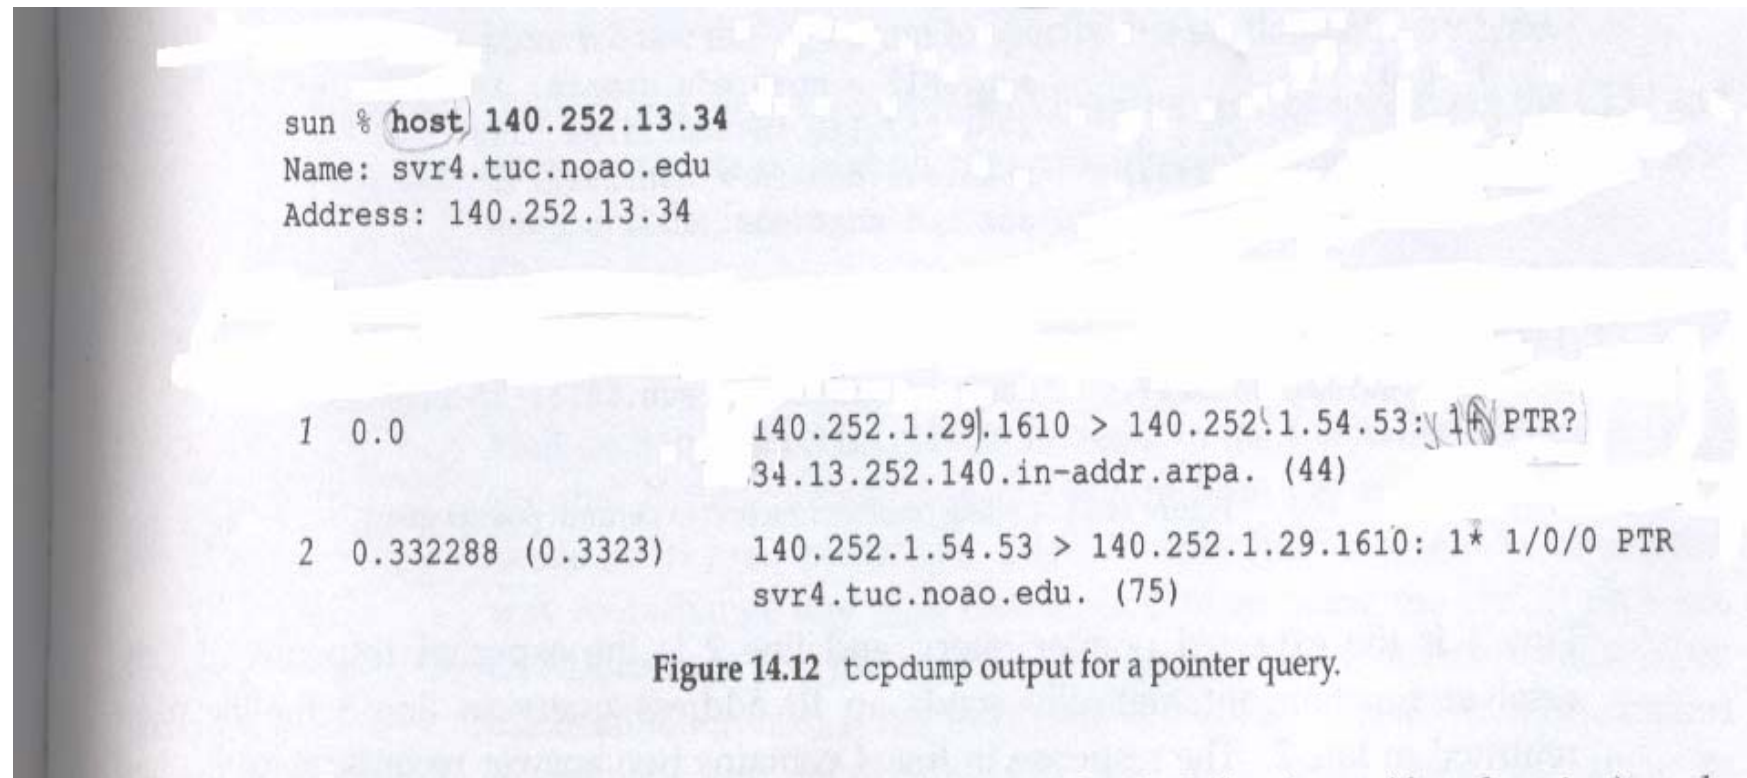 sun % host 140.252.13.34
Name: svr4.tuc.noao.edu
Address: 140.252.13.34
1 0.0 140.252.1.29.1610 > 140.252.1.54.53: PTR?
34.13.252.140.in-addr.arpa. (44)
2 0.332288 (0.3323) 140.252.1.54.53 > 140.252.1.29.1610: 1* 1/0/0 PTR
svr4.tuc.noao.edu. (75)
Figure 14.12 tcpdump output for a pointer query.